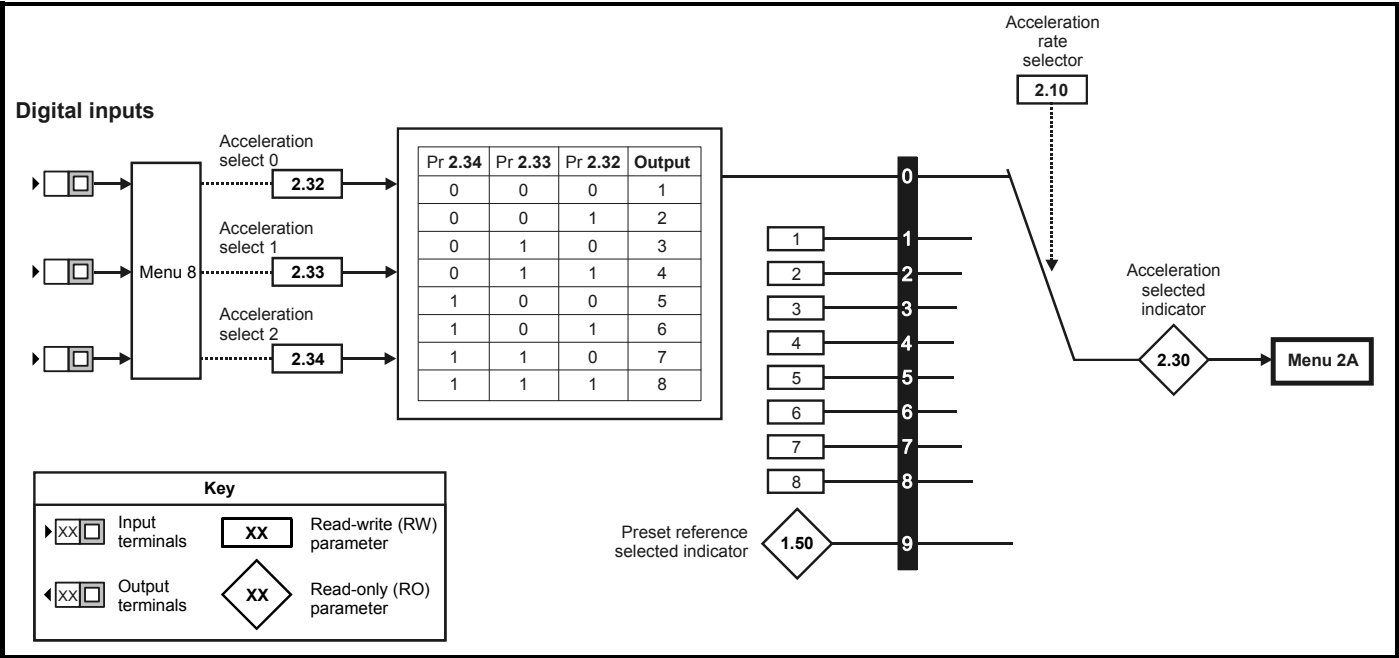 Acceleration
rate
selector
2.10
Digital inputs
Acceleration
select 0
2.32
Acceleration
select 1
Menu 8
2.33
Acceleration
select 2
2.34
Pr 2.34 Pr 2.33 Pr 2.32 Output
0 0 0 1
0 0 1 2
0 1 0 3
0 1 1 4
1 0 0 5
1 0 1 6
1 1 0 7
1 1 1 8
0
1 1
2 2
3 3
4 4
5 5
6 6
7 7
8 8
Preset reference
selected indicator
1.50
9
Acceleration
selected
indicator
2.30
Menu 2A
Key
XX
Input
terminals
XX
Read-write (RW)
parameter
XX
Output
terminals
XX
Read-only (RO)
parameter